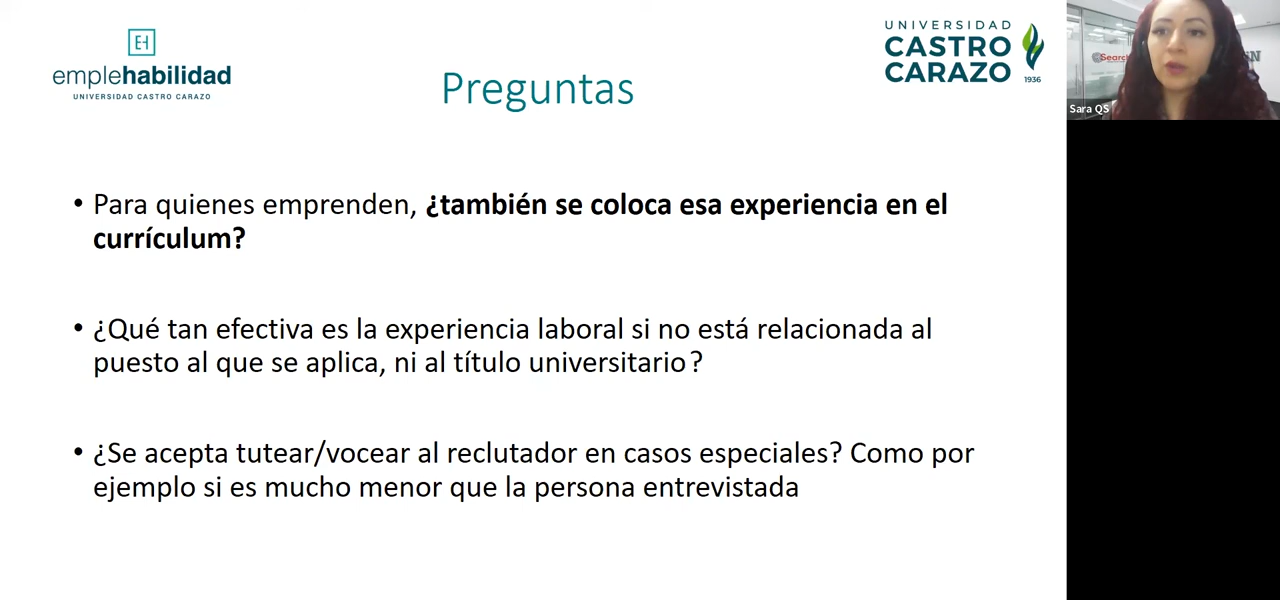 EH
emplehabilidad
UNIVERSIDAD CASTRO CARAZO
Preguntas
UNIVERSIDAD
CASTRO
CARAZO
1936
Search
Sara QS
• Para quienes emprenden, ¿también se coloca esa experiencia en el
currículum?
• ¿Qué tan efectiva es la experiencia laboral si no está relacionada al
puesto al que se aplica, ni al título universitario?
• ¿Se acepta tutear/vocear al reclutador en casos especiales? Como por
ejemplo si es mucho menor que la persona entrevistada